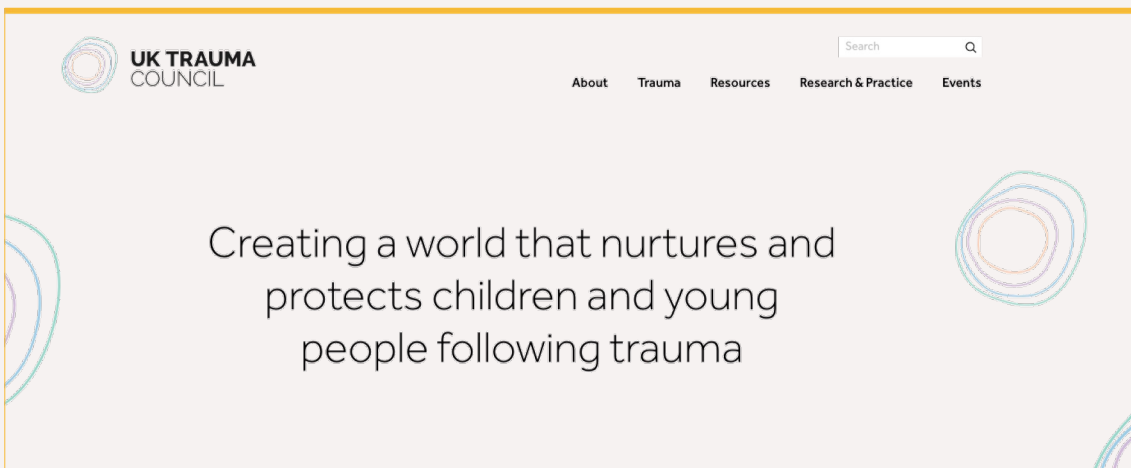 UK TRAUMA
COUNCIL
Search
About Trauma Resources Research & Practice Events
Creating a world that nurtures and
protects children and young
people following trauma